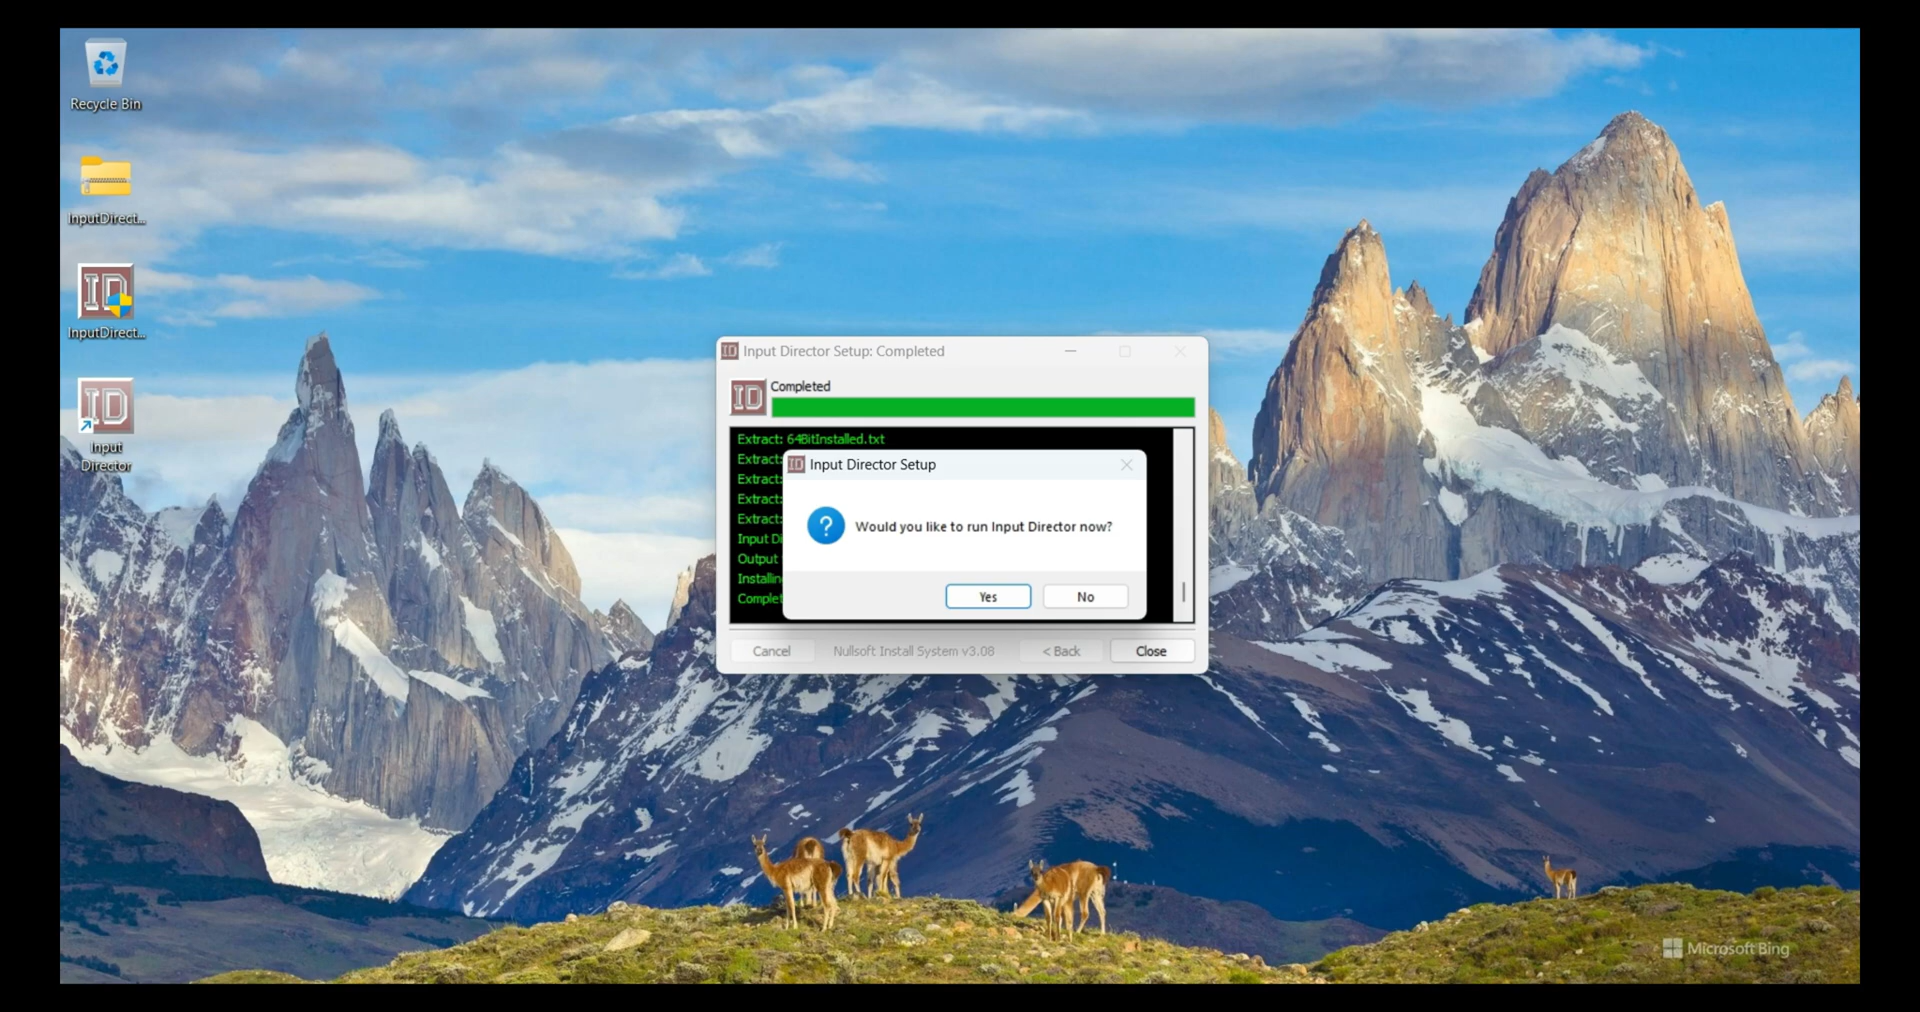 Recycle Bin
InputDirect...
InputDirect...
Input
Director
Input Director Setup: Completed
Completed
Extract: 64BitInstalled.txt
Extract:
Extract:
Extract:
Extract:
Input Di
Output
Installin
Complet
Input Director Setup
Would you like to run Input Director now?
Yes
No
Cancel
Nullsoft Install System v3.08
< Back
Close
Microsoft Bing